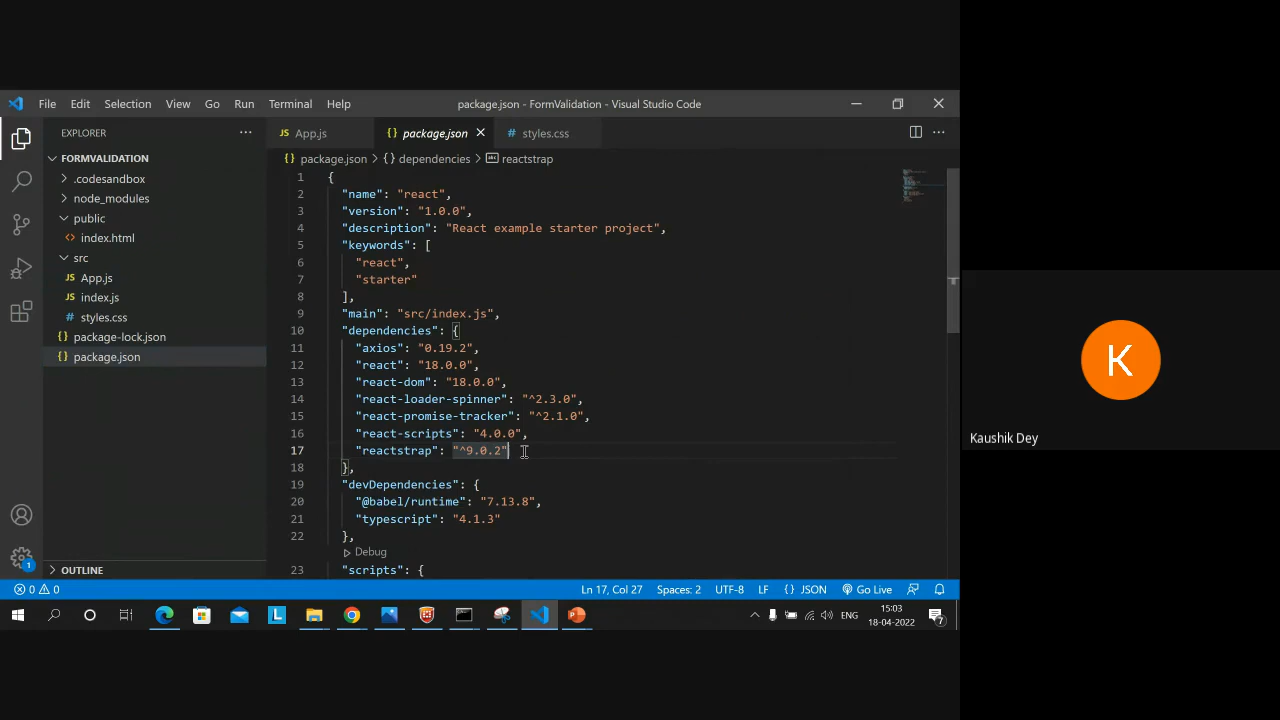 File Edit Selection View Go Run Terminal Help
package.json - FormValidation - Visual Studio Code
EXPLORER
FORMVALIDATION
.codesandbox
node_modules
public
index.html
src
App.js
index.js
styles.css
package-lock.json
package.json
OUTLINE
JS App.js {} package.json # styles.css
{} package.json > {} dependencies > abc reactstrap
1 {
2 "name": "react",
3 "version": "1.0.0",
4 "description": "React example starter project",
5 "keywords": [
6 "react",
7 "starter"
8 ],
9 "main": "src/index.js",
10 "dependencies": {
11 "axios": "0.19.2",
12 "react": "18.0.0",
13 "react-dom": "18.0.0",
14 "react-loader-spinner": "^2.3.0",
15 "react-promise-tracker": "^2.1.0",
16 "react-scripts": "4.0.0",
17 "reactstrap": "^9.0.2"
18 },
19 "devDependencies": {
20 "@babel/runtime": "7.13.8",
21 "typescript": "4.1.3"
22 },
Debug
23 "scripts": {
0 0 Ln 17, Col 27 Spaces: 2 UTF-8 LF {} JSON Go Live
1
L
ENG
15:03
18-04-2022
7
K
Kaushik Dey